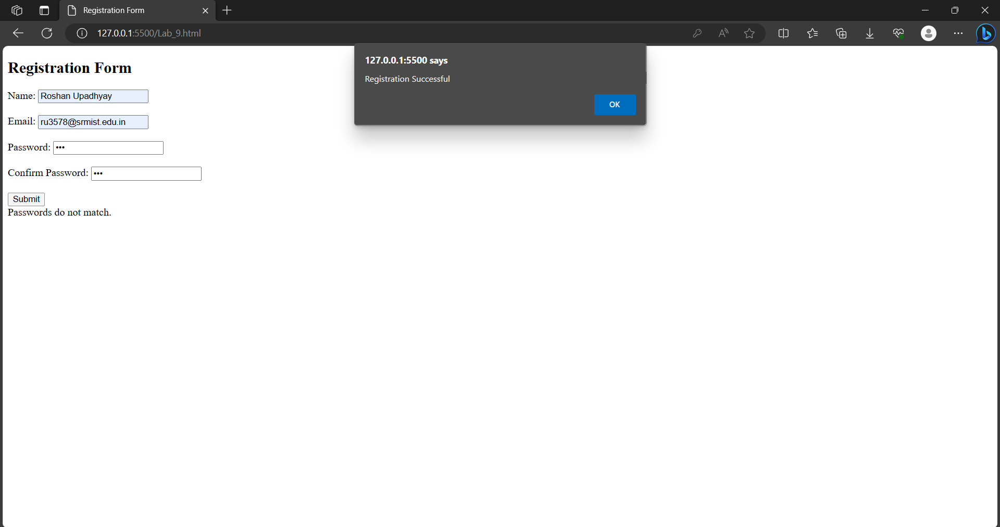 Registration Form
127.0.0.1:5500/Lab_9.html
127.0.0.1:5500 says
Registration Successful
OK
Registration Form
Name: Roshan Upadhyay
Email: ru3578@srmist.edu.in
Password: •••
Confirm Password: •••
Submit
Passwords do not match.